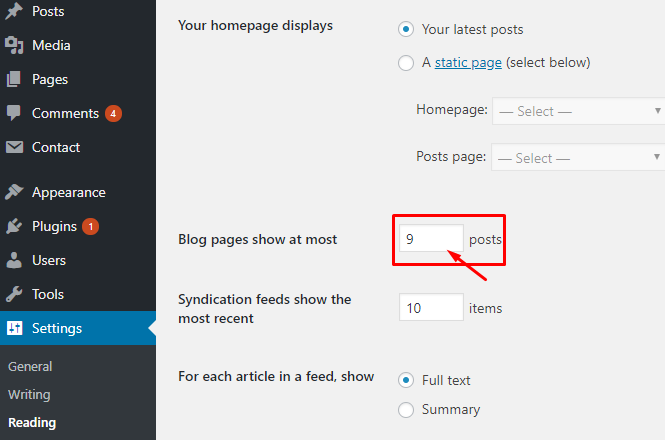 Posts
Media
Pages
Comments 4
Contact
Appearance
Plugins 1
Users
Tools
Settings
General
Writing
Reading
Your homepage displays
Your latest posts
A static page (select below)
Homepage: — Select —
Posts page: — Select —
Blog pages show at most 9 posts
Syndication feeds show the
most recent
10 items
For each article in a feed, show
Full text
Summary